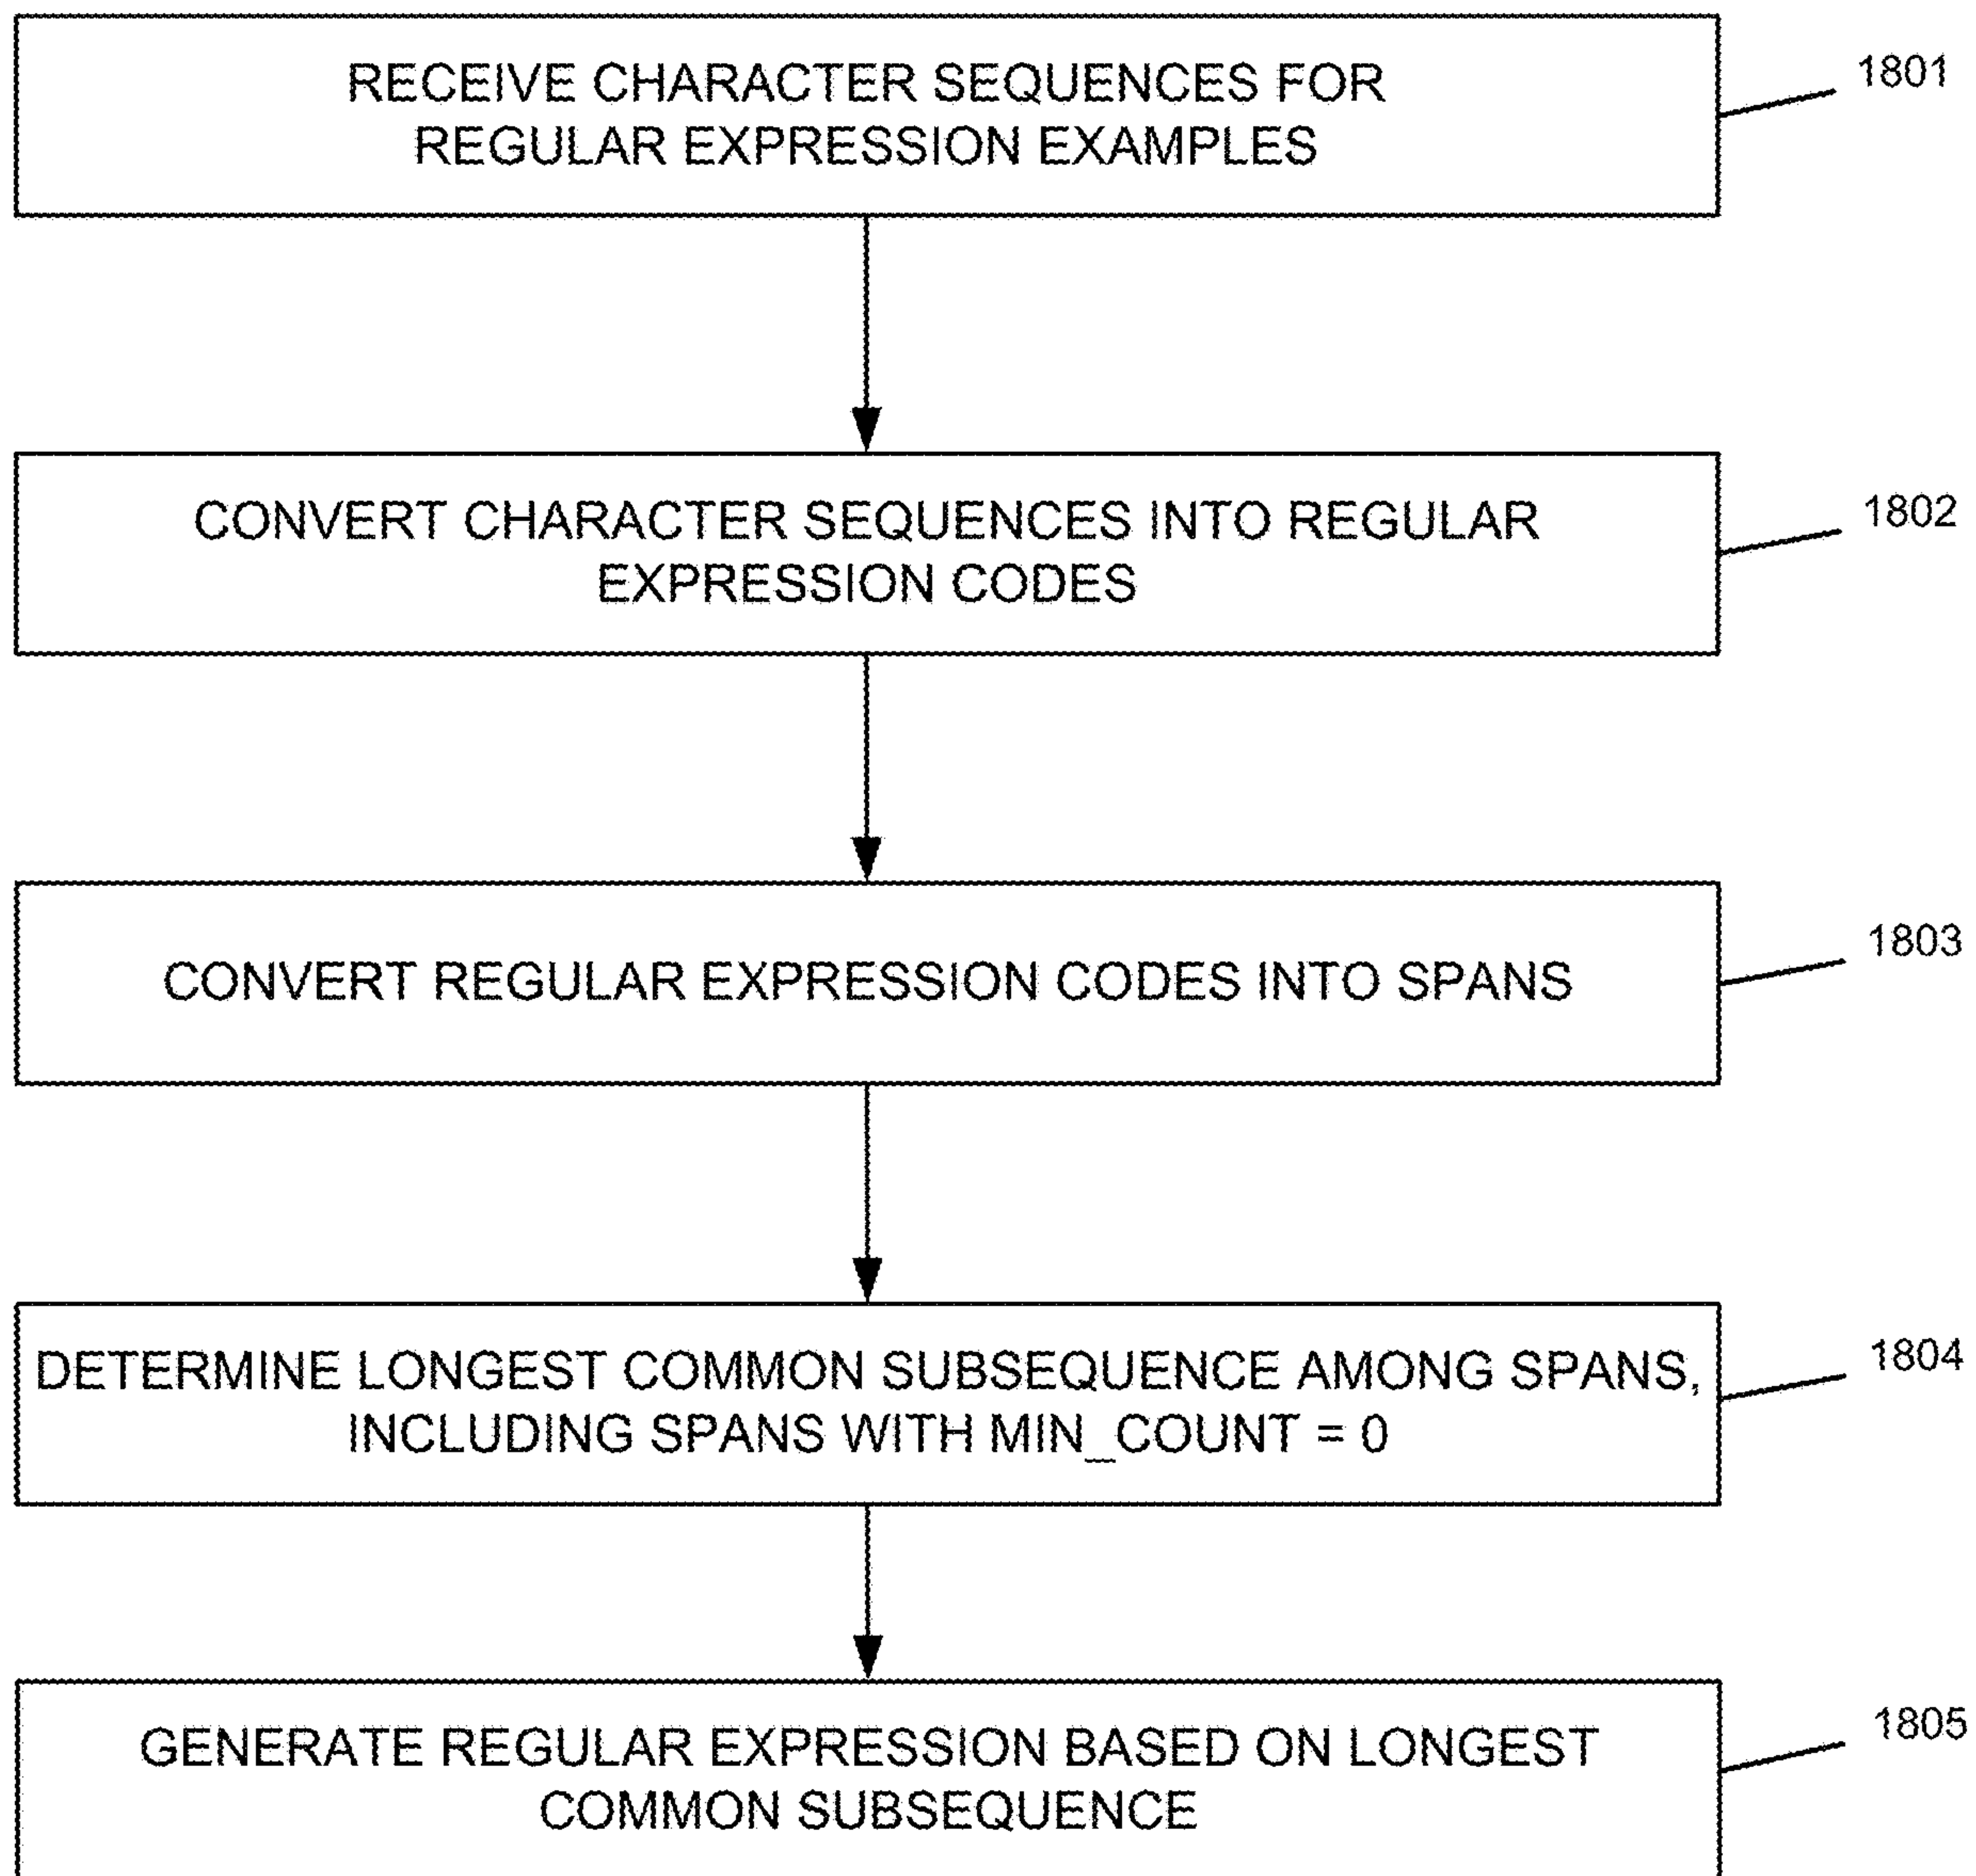 RECEIVE CHARACTER SEQUENCES FOR
REGULAR EXPRESSION EXAMPLES
1801
CONVERT CHARACTER SEQUENCES INTO REGULAR
EXPRESSION CODES
1802
CONVERT REGULAR EXPRESSION CODES INTO SPANS
1803
DETERMINE LONGEST COMMON SUBSEQUENCE AMONG SPANS,
INCLUDING SPANS WITH MIN_COUNT = 0
1804
GENERATE REGULAR EXPRESSION BASED ON LONGEST
COMMON SUBSEQUENCE
1805